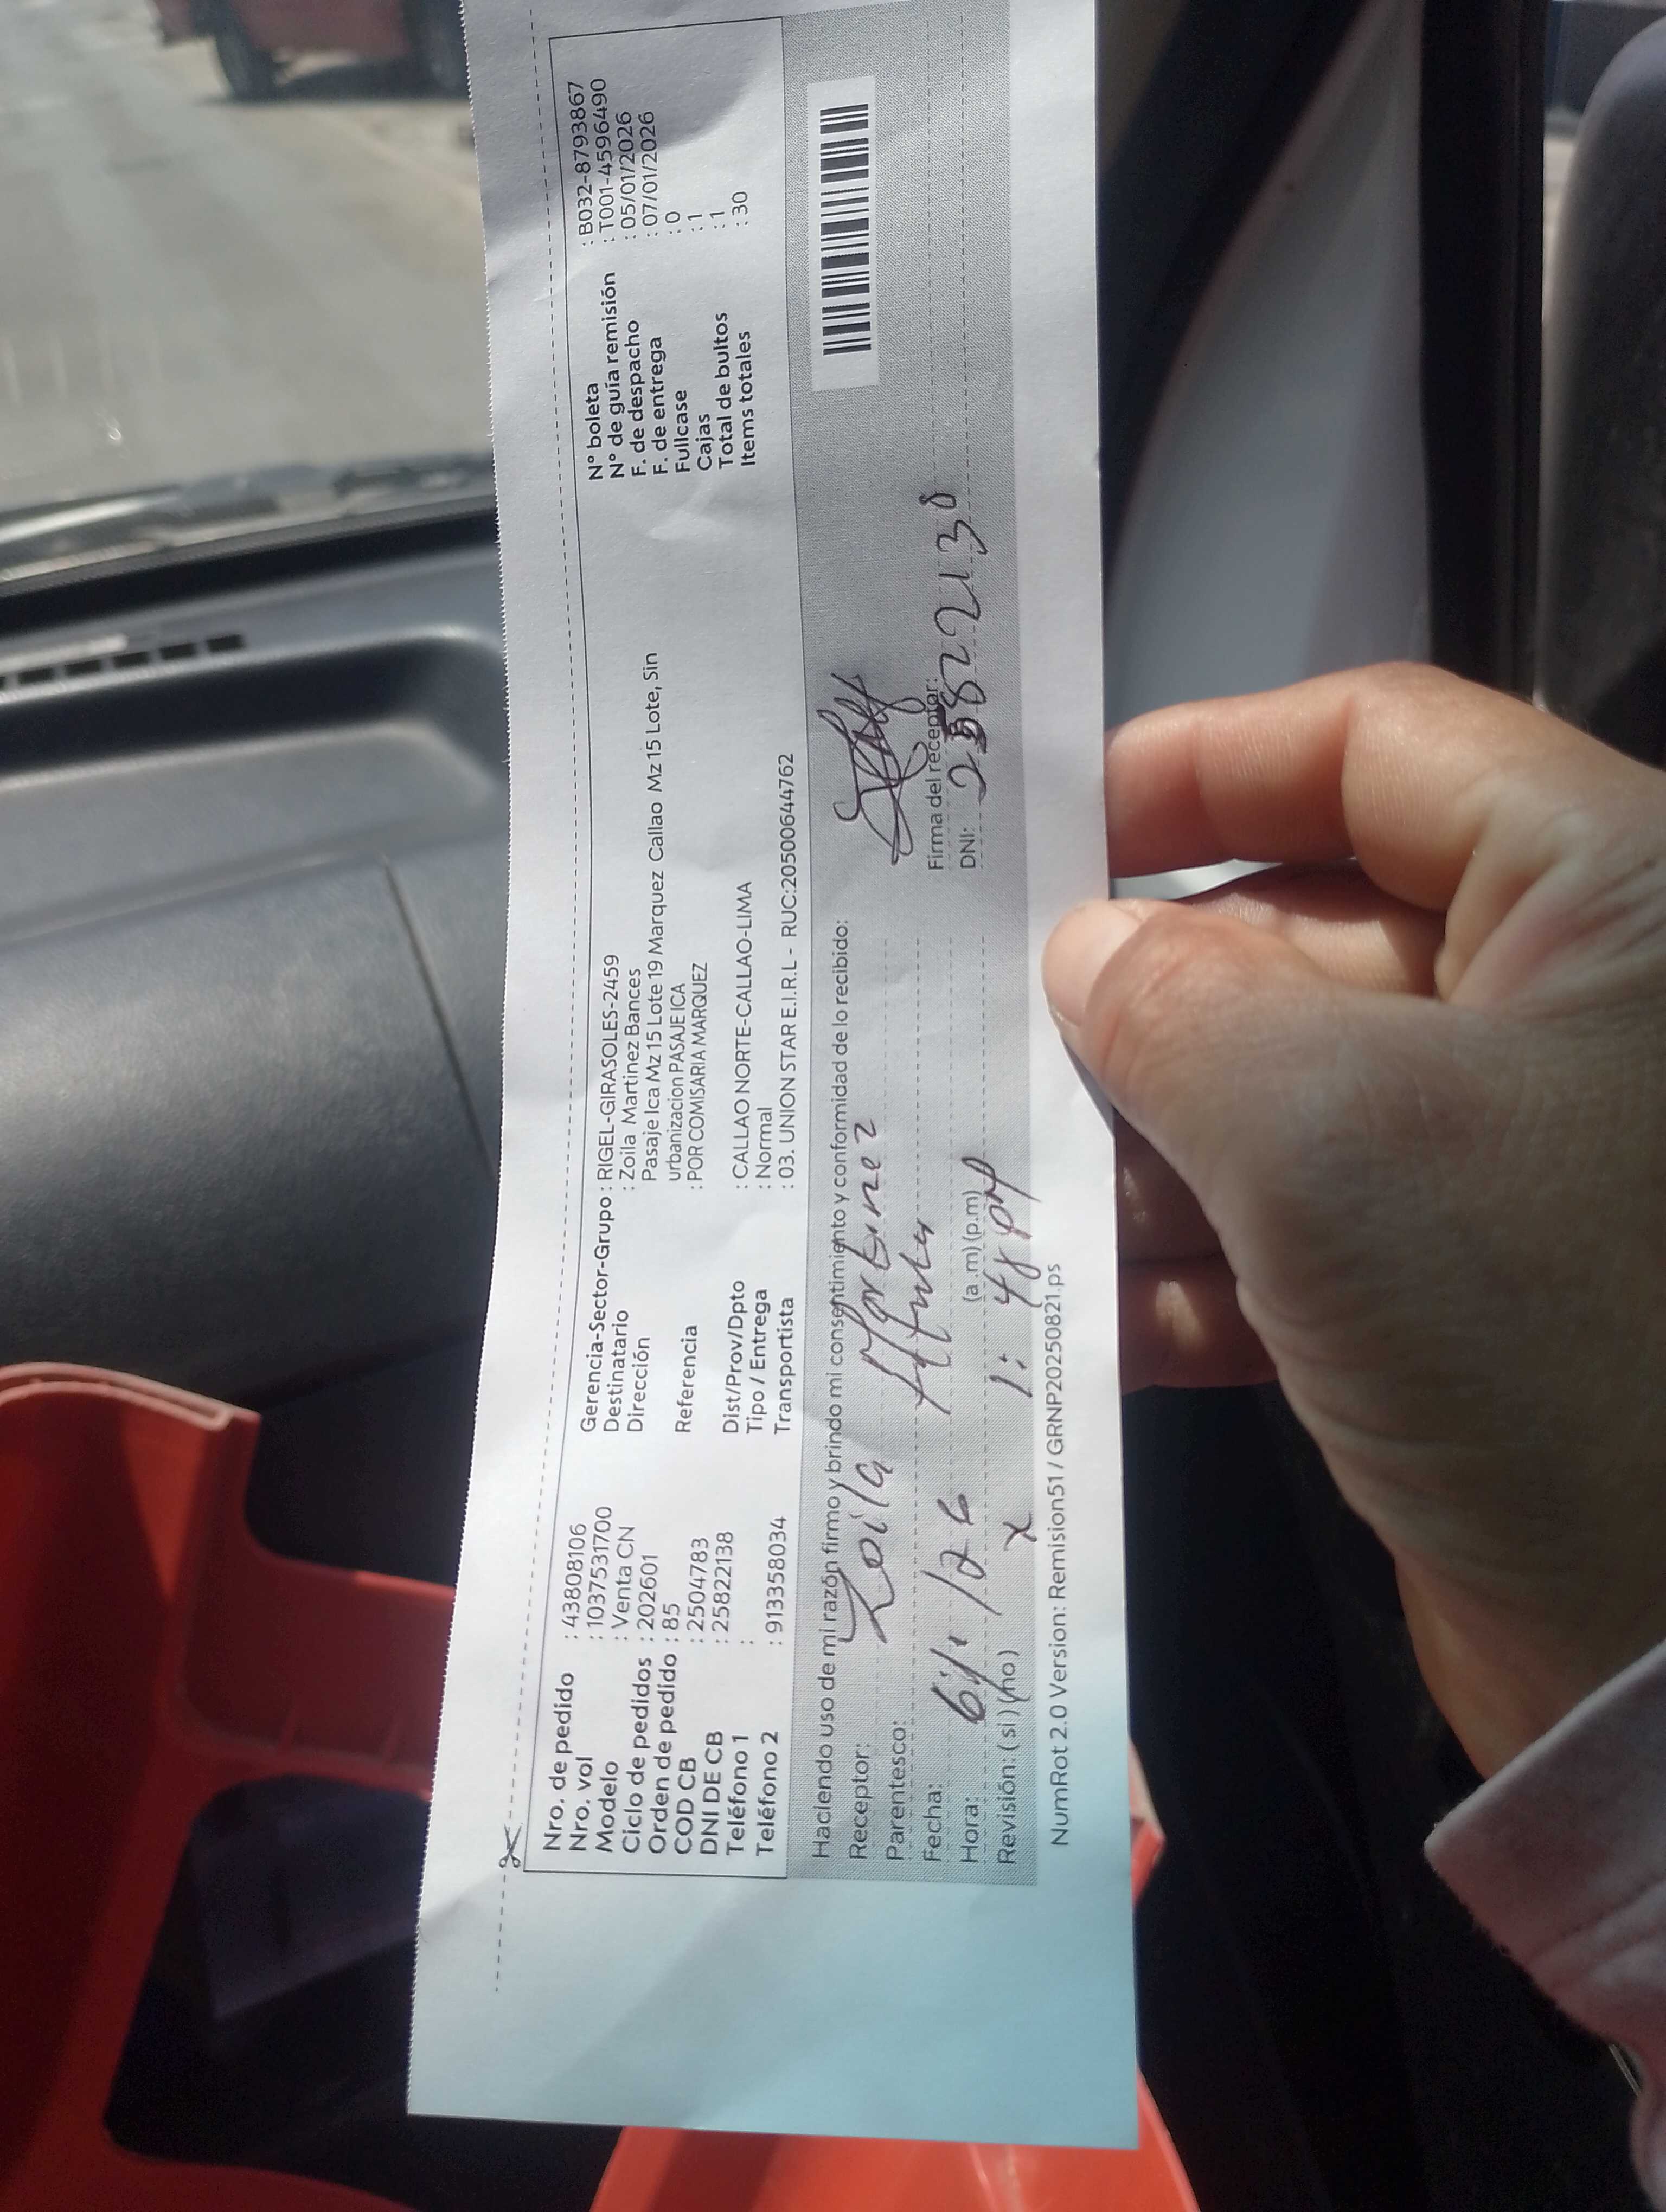 Nro. de pedido : 43808106
Nro. vol : 1037531700
Modelo : Venta CN
Ciclo de pedidos : 202601
Orden de pedido : 85
COD CB : 2504783
DNI DE CB : 25822138
Teléfono 1 :
Teléfono 2 : 913358034
Gerencia-Sector-Grupo : RIGEL-GIRASOLES-2459
Destinatario : Zoila Martinez Bances
Dirección Pasaje Ica Mz 15 Lote 19 Marquez Callao Mz 15 Lote, Sin
urbanizacion PASAJE ICA
Referencia : POR COMISARIA MARQUEZ
Dist/Prov/Dpto : CALLAO NORTE-CALLAO-LIMA
Tipo / Entrega : Normal
Transportista : 03. UNION STAR E.I.R.L - RUC:20500644762
N° boleta : B032-8793867
N° de guía remisión : T001-4596490
F. de despacho : 05/01/2026
F. de entrega : 07/01/2026
Fullcase : 0
Cajas : 1
Total de bultos : 1
Items totales : 30
Haciendo uso de mi razón firmo y brindo mi consentimiento y conformidad de lo recibido:
Receptor: Zoila Martinez
Parentesco:
Fecha: 6/1/26
Hora: (a.m) (p.m)
1:48 pm
Revisión: (si) (no) x
Firma del receptor:
DNI: 25822138
NumRot 2.0 Version: Remision51 / GRNP20250821.ps